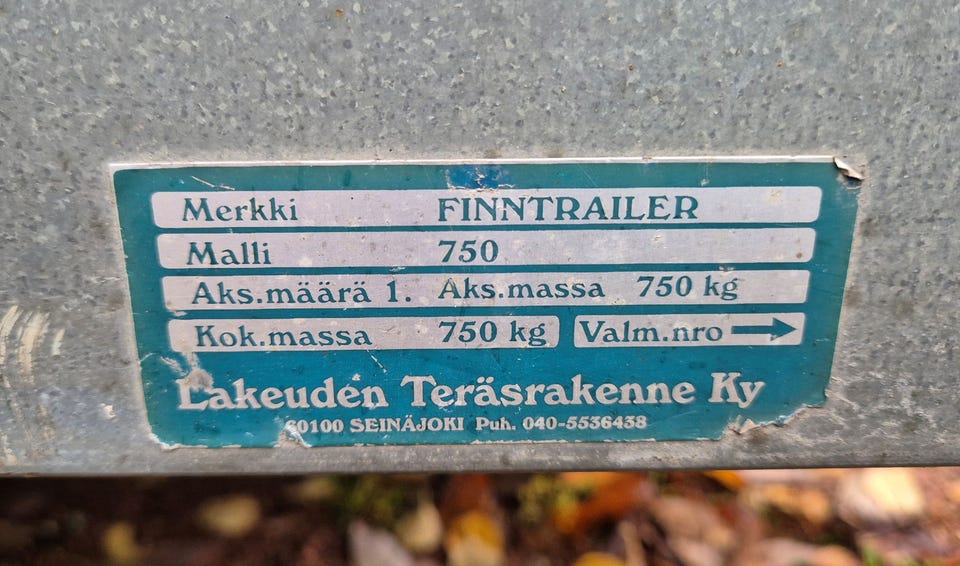 Merkki FINNTRAILER
Malli 750
Aks.määrä 1. Aks.massa 750 kg
Kok.massa 750 kg Valm.nro →
Lakeuden Teräsrakenne Ky
60100 SEINÄJOKI Puh. 040-5536438